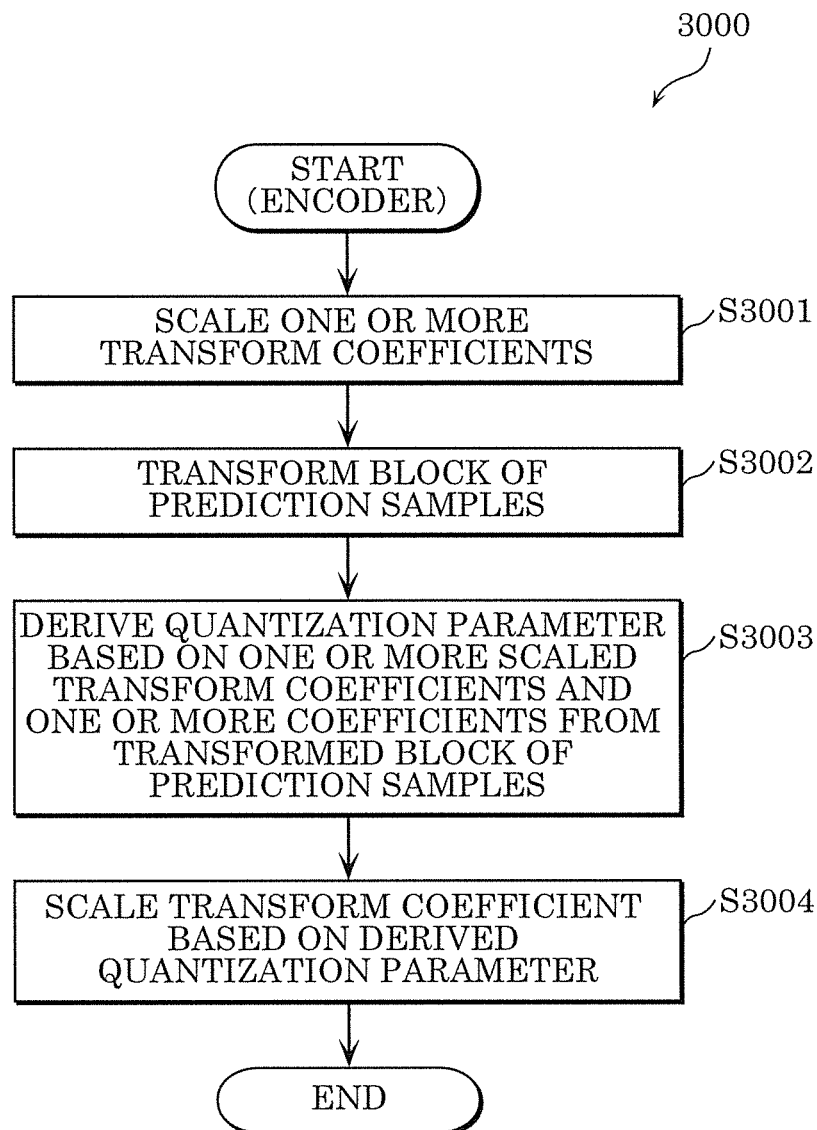 3000
START
(ENCODER)
SCALE ONE OR MORE
TRANSFORM COEFFICIENTS
S3001
TRANSFORM BLOCK OF
PREDICTION SAMPLES
S3002
DERIVE QUANTIZATION PARAMETER
BASED ON ONE OR MORE SCALED
TRANSFORM COEFFICIENTS AND
ONE OR MORE COEFFICIENTS FROM
TRANSFORMED BLOCK OF
PREDICTION SAMPLES
S3003
SCALE TRANSFORM COEFFICIENT
BASED ON DERIVED
QUANTIZATION PARAMETER
S3004
END